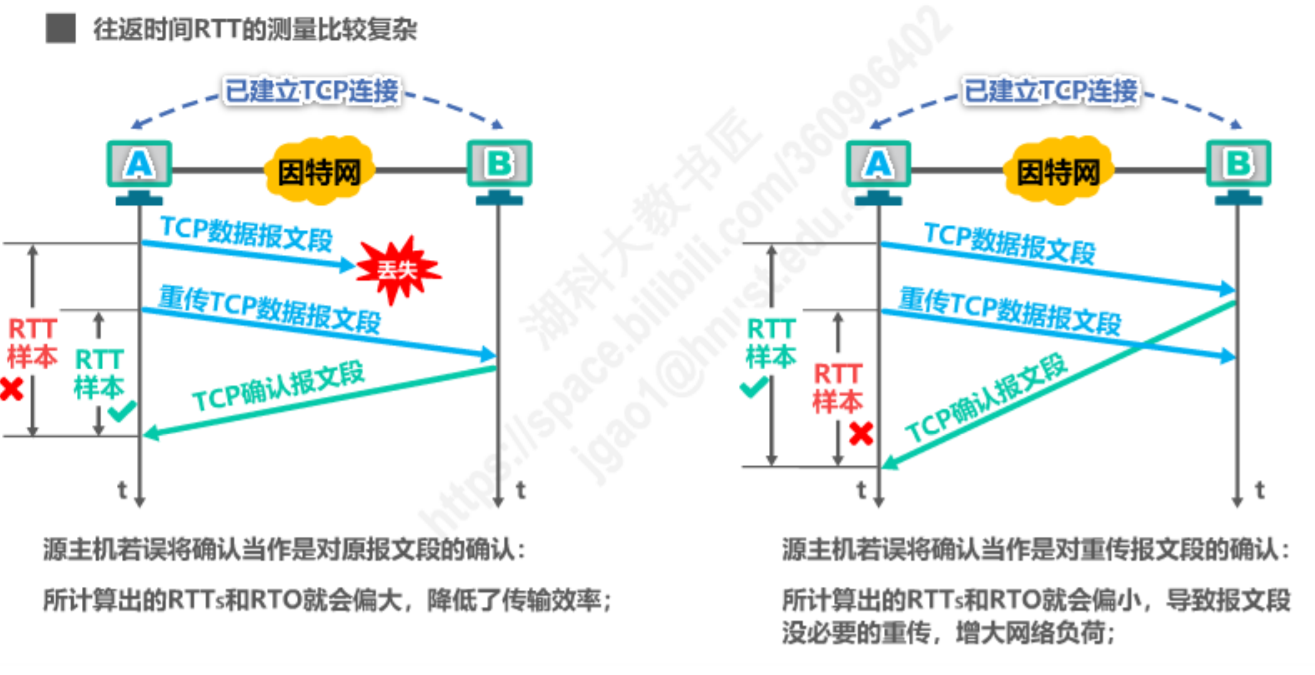 往返时间RTT的测量比较复杂
已建立TCP连接
A
因特网
B
TCP数据报文段
丢失
重传TCP数据报文段
RTT
样本
RTT
样本
TCP确认报文段
t
t
源主机若误将确认当作是对原报文段的确认：
所计算出的RTTs和RTO就会偏大，降低了传输效率；
已建立TCP连接
A
因特网
B
TCP数据报文段
重传TCP数据报文段
RTT
样本
RTT
样本
TCP确认报文段
t
t
源主机若误将确认当作是对重传报文段的确认：
所计算出的RTTs和RTO就会偏小，导致报文段
没必要的重传，增大网络负荷；
湖科大教书匠
https://space.bilibili.com/360996402